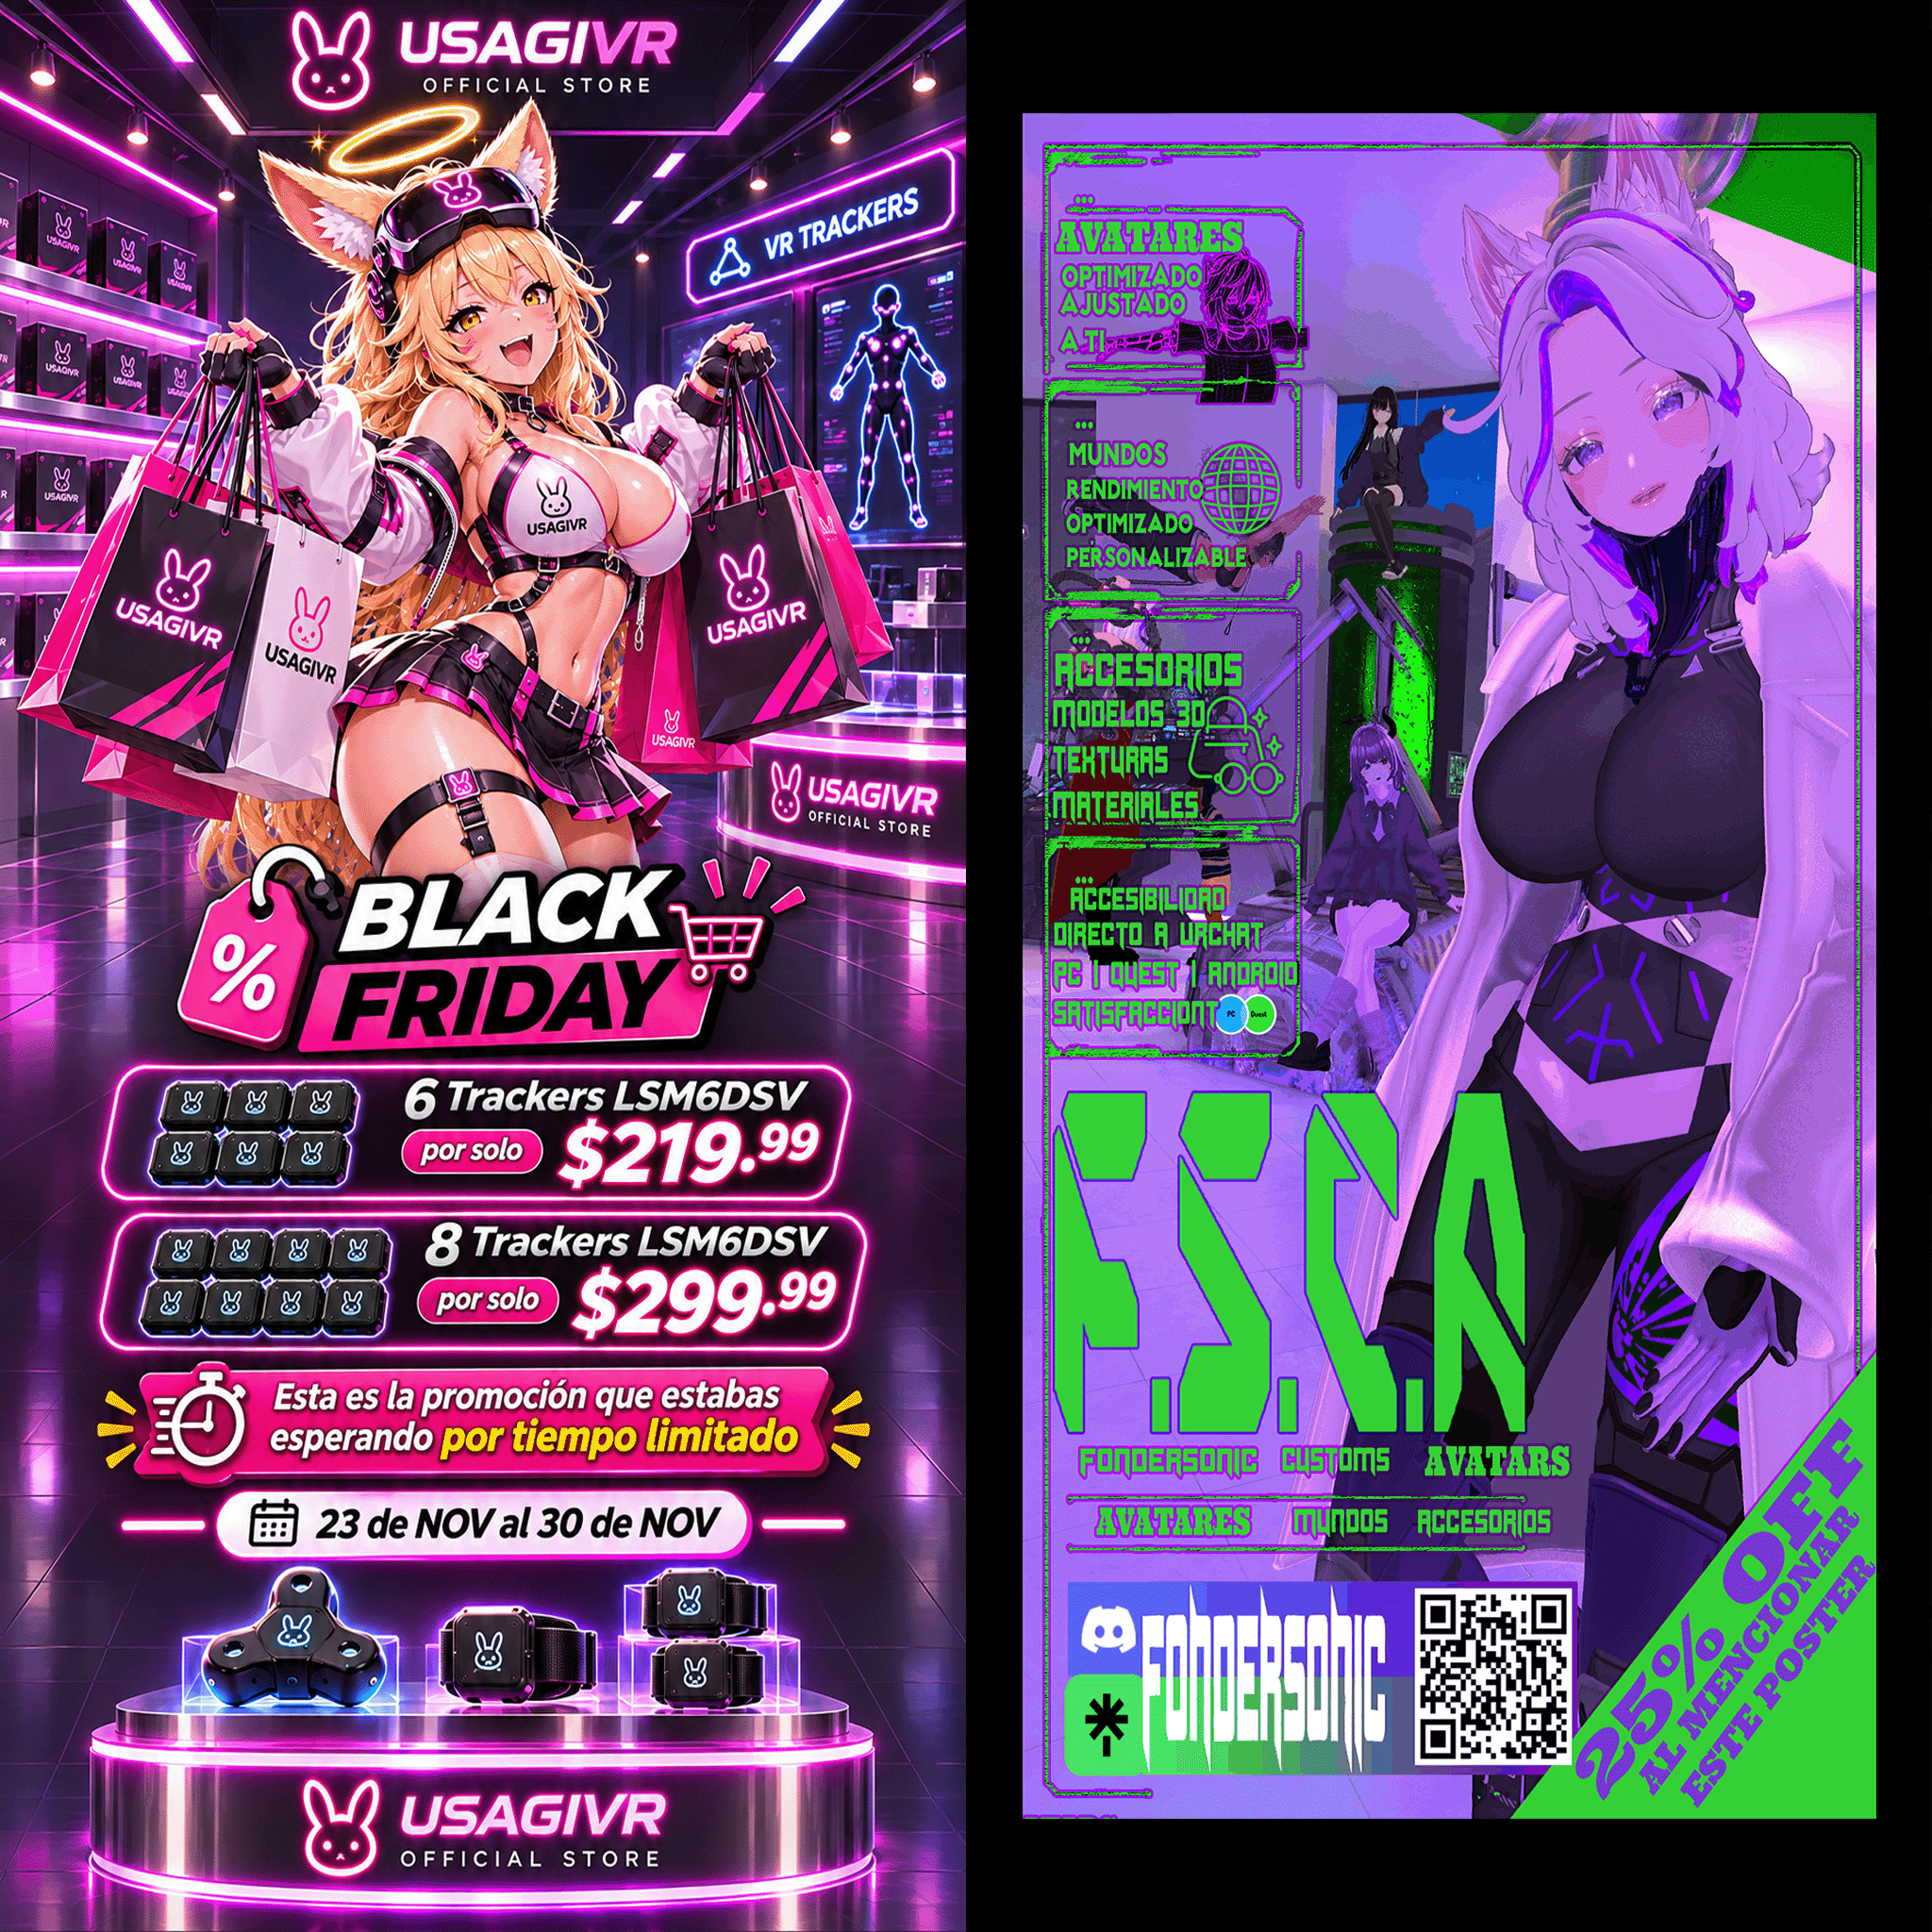 USAGIVR
OFFICIAL STORE
VR TRACKERS
USAGIVR
USAGIVR
USAGIVR
USAGIVR
USAGIVR
USAGIVR
OFFICIAL STORE
%
BLACK
FRIDAY
6 Trackers LSM6DSV
por solo $219.99
8 Trackers LSM6DSV
por solo $299.99
Esta es la promoción que estabas
esperando por tiempo limitado
23 de NOV al 30 de NOV
USAGIVR
OFFICIAL STORE
AVATARES
OPTIMIZADO
AJUSTADO
A TI
MUNDOS
RENDIMIENTO
OPTIMIZADO
PERSONALIZABLE
ACCESORIOS
MODELOS 3D
TEXTURAS
MATERIALES
ACCESIBILIDAD
DIRECTO A VRCHAT
PC | QUEST | ANDROID
SATISFACCIONT
PC Quest
F.S.C.A
FONDERSONIC CUSTOMS AVATARS
AVATARES MUNDOS ACCESORIOS
FONDERSONIC
25% OFF
AL MENCIONAR
ESTE POSTER